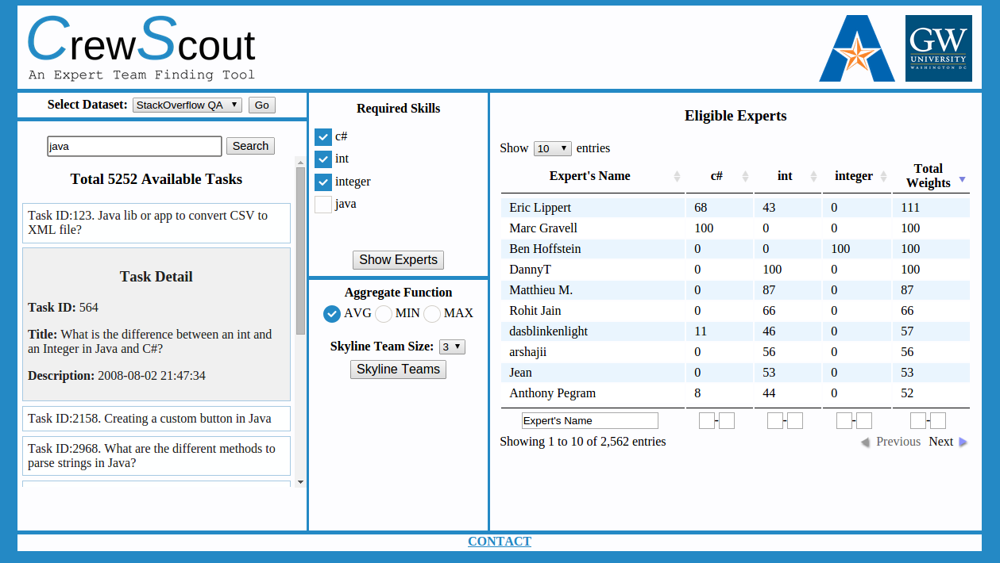 CrewScout
An Expert Team Finding Tool
A
GW
UNIVERSITY
WASHINGTON DC
Select Dataset: StackOverflow QA Go
java Search
Total 5252 Available Tasks
Task ID:123. Java lib or app to convert CSV to
XML file?
Task Detail
Task ID: 564
Title: What is the difference between an int and
an Integer in Java and C#?
Description: 2008-08-02 21:47:34
Task ID:2158. Creating a custom button in Java
Task ID:2968. What are the different methods to
parse strings in Java?
Required Skills
c#
int
integer
java
Show Experts
Aggregate Function
AVG MIN MAX
Skyline Team Size: 3
Skyline Teams
Eligible Experts
Show 10 entries
Expert's Name c# int integer Total
Weights
Eric Lippert 68 43 0 111
Marc Gravell 100 0 0 100
Ben Hoffstein 0 0 100 100
DannyT 0 100 0 100
Matthieu M. 0 87 0 87
Rohit Jain 0 66 0 66
dasblinkenlight 11 46 0 57
arshajii 0 56 0 56
Jean 0 53 0 53
Anthony Pegram 8 44 0 52
Expert's Name - - - -
Showing 1 to 10 of 2,562 entries
Previous Next
CONTACT